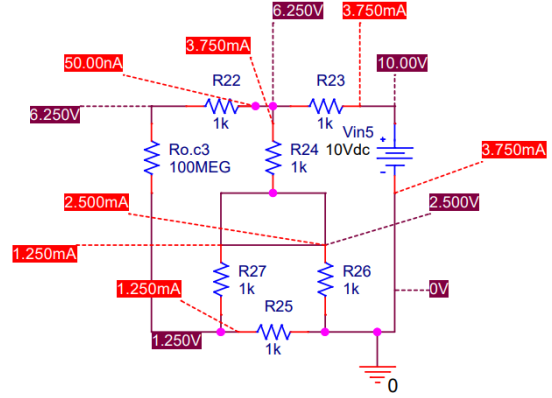 6.250V
3.750mA
3.750mA
50.00nA
10.00V
R22
R23
6.250V
1k
1k
Vin5
Ro.c3
100MEG
R24
1k
10Vdc
+
-
3.750mA
2.500mA
2.500V
1.250mA
R27
1k
R26
1k
1.250mA
0V
R25
1.250V
1k
0